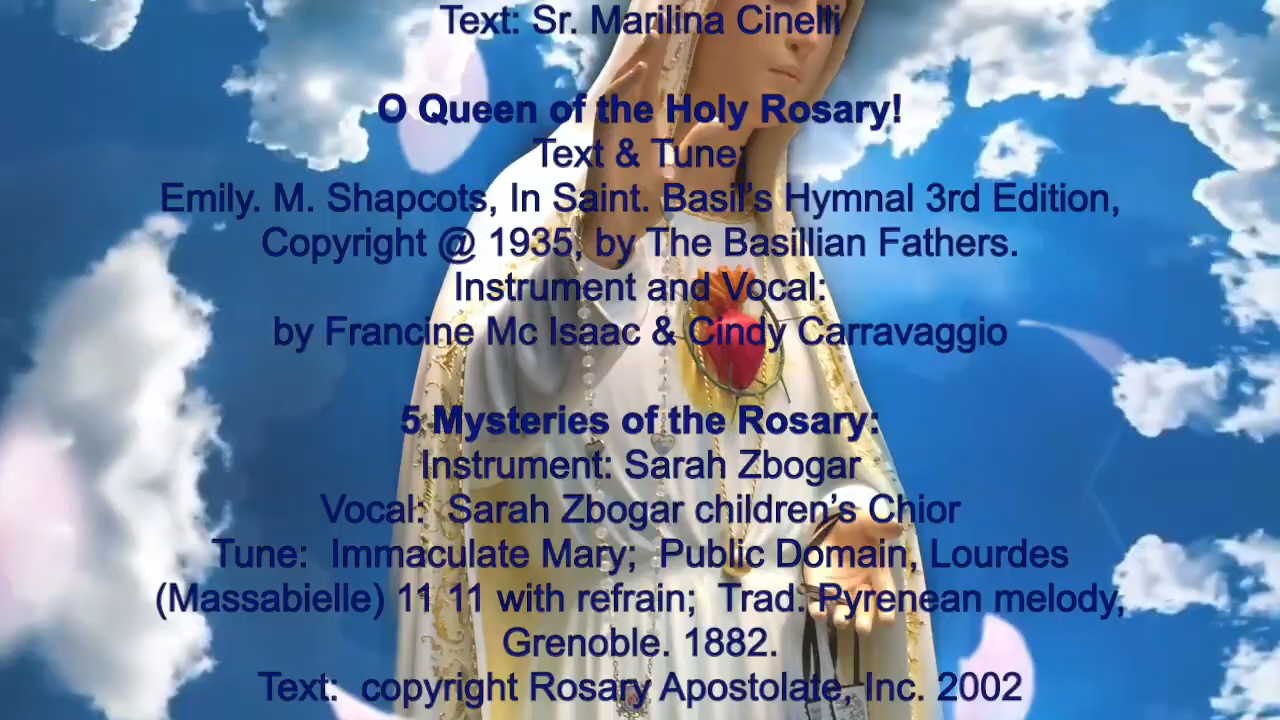 Text: Sr. Marilina Cinelli
O Queen of the Holy Rosary!
Text & Tune;
Emily. M. Shapcots, In Saint. Basil's Hymnal 3rd Edition,
Copyright @ 1935, by The Basillian Fathers.
Instrument and Vocal:
by Francine Mc Isaac & Cindy Carravaggio
5 Mysteries of the Rosary:
Instrument: Sarah Zbogar
Vocal:  Sarah Zbogar children's Chior
Tune:  Immaculate Mary;  Public Domain, Lourdes
(Massabielle) 11 11 with refrain;  Trad. Pyrenean melody,
Grenoble. 1882.
Text:  copyright Rosary Apostolate, Inc. 2002